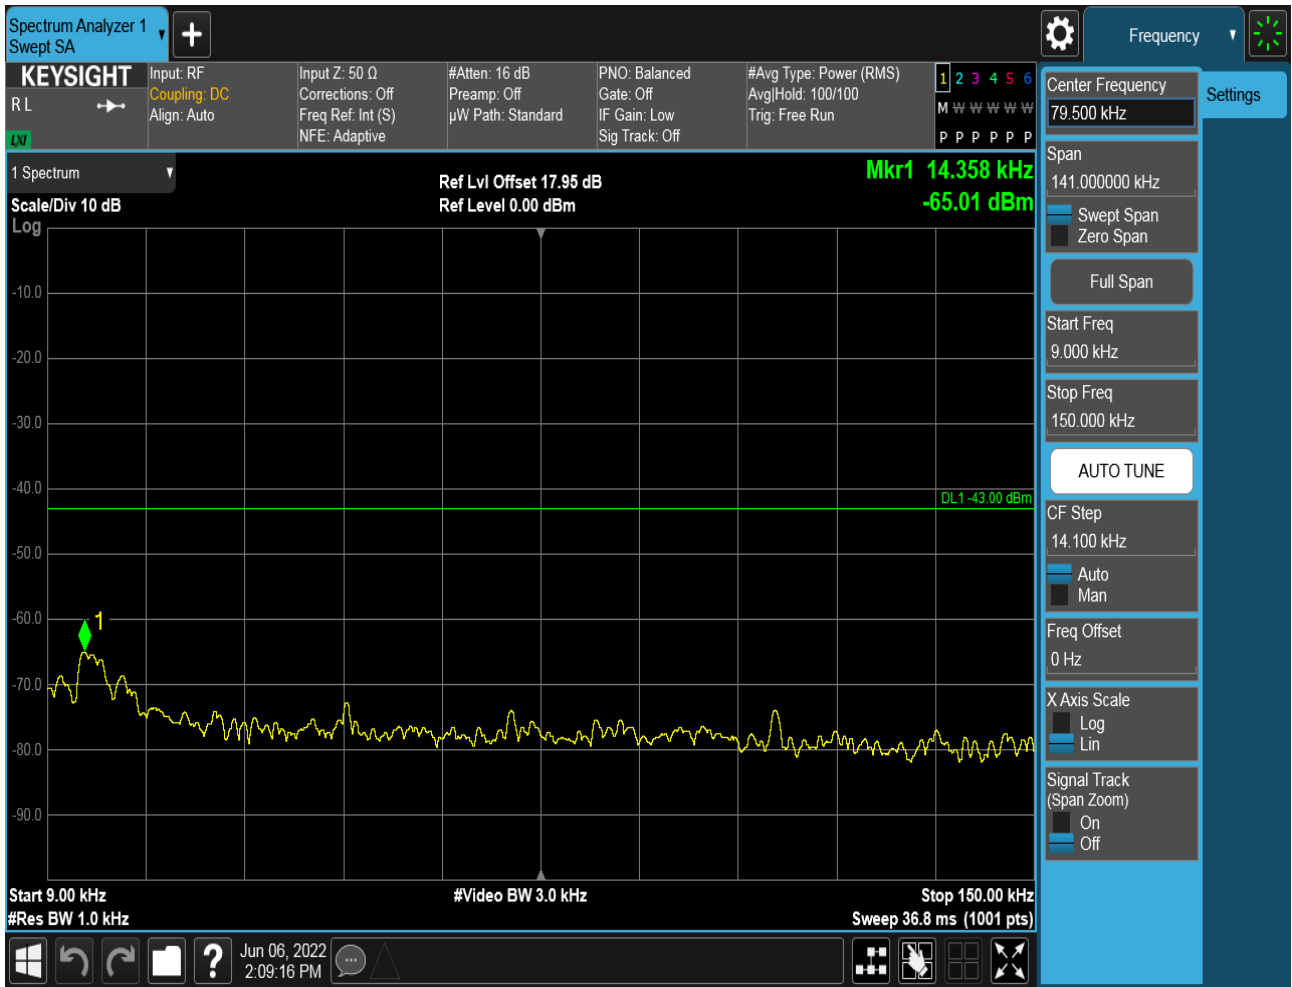 Spectrum Analyzer 1
Swept SA
Frequency
KEYSIGHT
R L
LXI
Input: RF
Coupling: DC
Align: Auto
Input Z: 50 Ω
Corrections: Off
Freq Ref: Int (S)
NFE: Adaptive
#Atten: 16 dB
Preamp: Off
µW Path: Standard
PNO: Balanced
Gate: Off
IF Gain: Low
Sig Track: Off
#Avg Type: Power (RMS)
Avg|Hold: 100/100
Trig: Free Run
1 2 3 4 5 6
M W W W W W
P P P P P P
1 Spectrum
Scale/Div 10 dB
Log
Ref Lvl Offset 17.95 dB
Ref Level 0.00 dBm
Mkr1 14.358 kHz
-65.01 dBm
-10.0
-20.0
-30.0
-40.0
DL1 -43.00 dBm
-50.0
-60.0
1
-70.0
-80.0
-90.0
Start 9.00 kHz
#Video BW 3.0 kHz
Stop 150.00 kHz
#Res BW 1.0 kHz
Sweep 36.8 ms (1001 pts)
?
Jun 06, 2022
2:09:16 PM
Center Frequency
79.500 kHz
Settings
Span
141.000000 kHz
Swept Span
Zero Span
Full Span
Start Freq
9.000 kHz
Stop Freq
150.000 kHz
AUTO TUNE
CF Step
14.100 kHz
Auto
Man
Freq Offset
0 Hz
X Axis Scale
Log
Lin
Signal Track
(Span Zoom)
On
Off